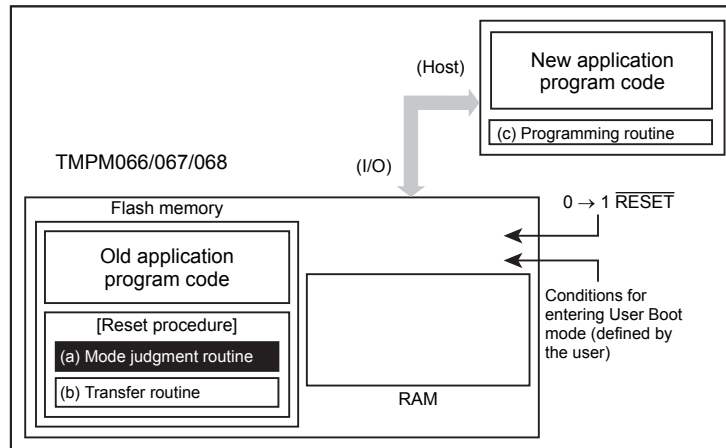 New application
program code
(Host)
(c) Programming routine
TMPM066/067/068
(I/O)
Flash memory
0 → 1 RESET
Old application
program code
Conditions for
entering User Boot
mode (defined by
the user)
[Reset procedure]
(a) Mode judgment routine
(b) Transfer routine
RAM